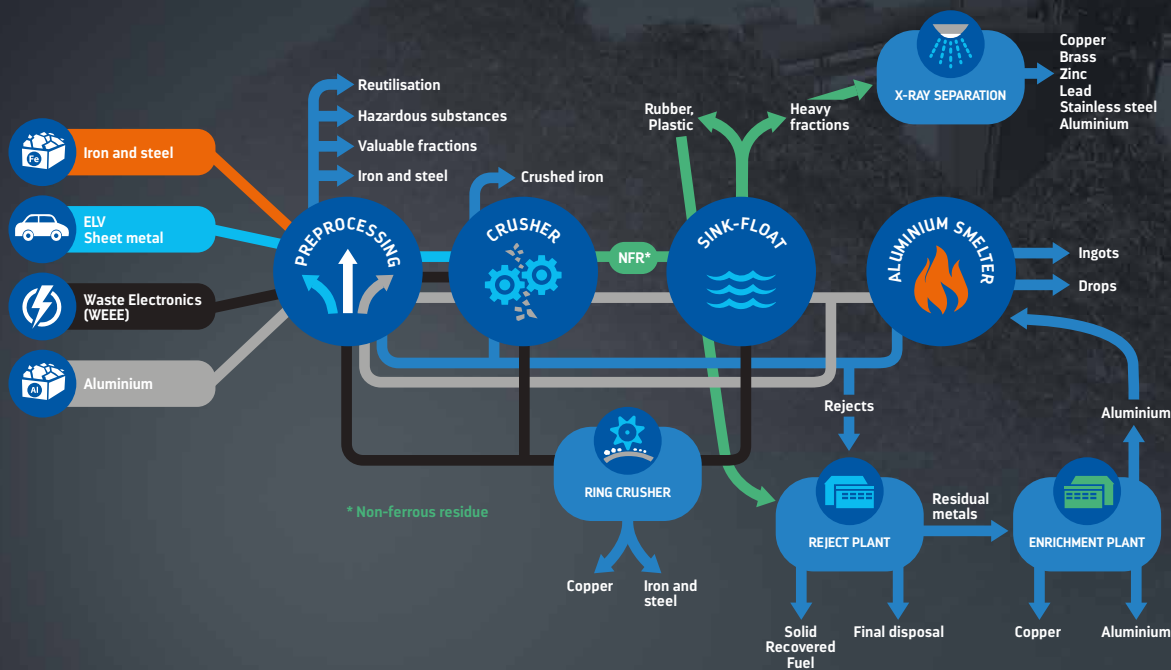 Copper
Brass
Zinc
Lead
Stainless steel
Aluminium
X-RAY SEPARATION
Reutilisation
Hazardous substances
Valuable fractions
Iron and steel
Crushed iron
Rubber,
Plastic
Heavy
fractions
Fe
Iron and steel
ELV
Sheet metal
Waste Electronics
(WEEE)
Al
Aluminium
PREPROCESSING
CRUSHER
NFR*
SINK-FLOAT
ALUMINIUM SMELTER
Ingots
Drops
Rejects
Aluminium
RING CRUSHER
* Non-ferrous residue
Copper
Iron and
steel
REJECT PLANT
Residual
metals
ENRICHMENT PLANT
Solid
Recovered
Fuel
Final disposal
Copper
Aluminium